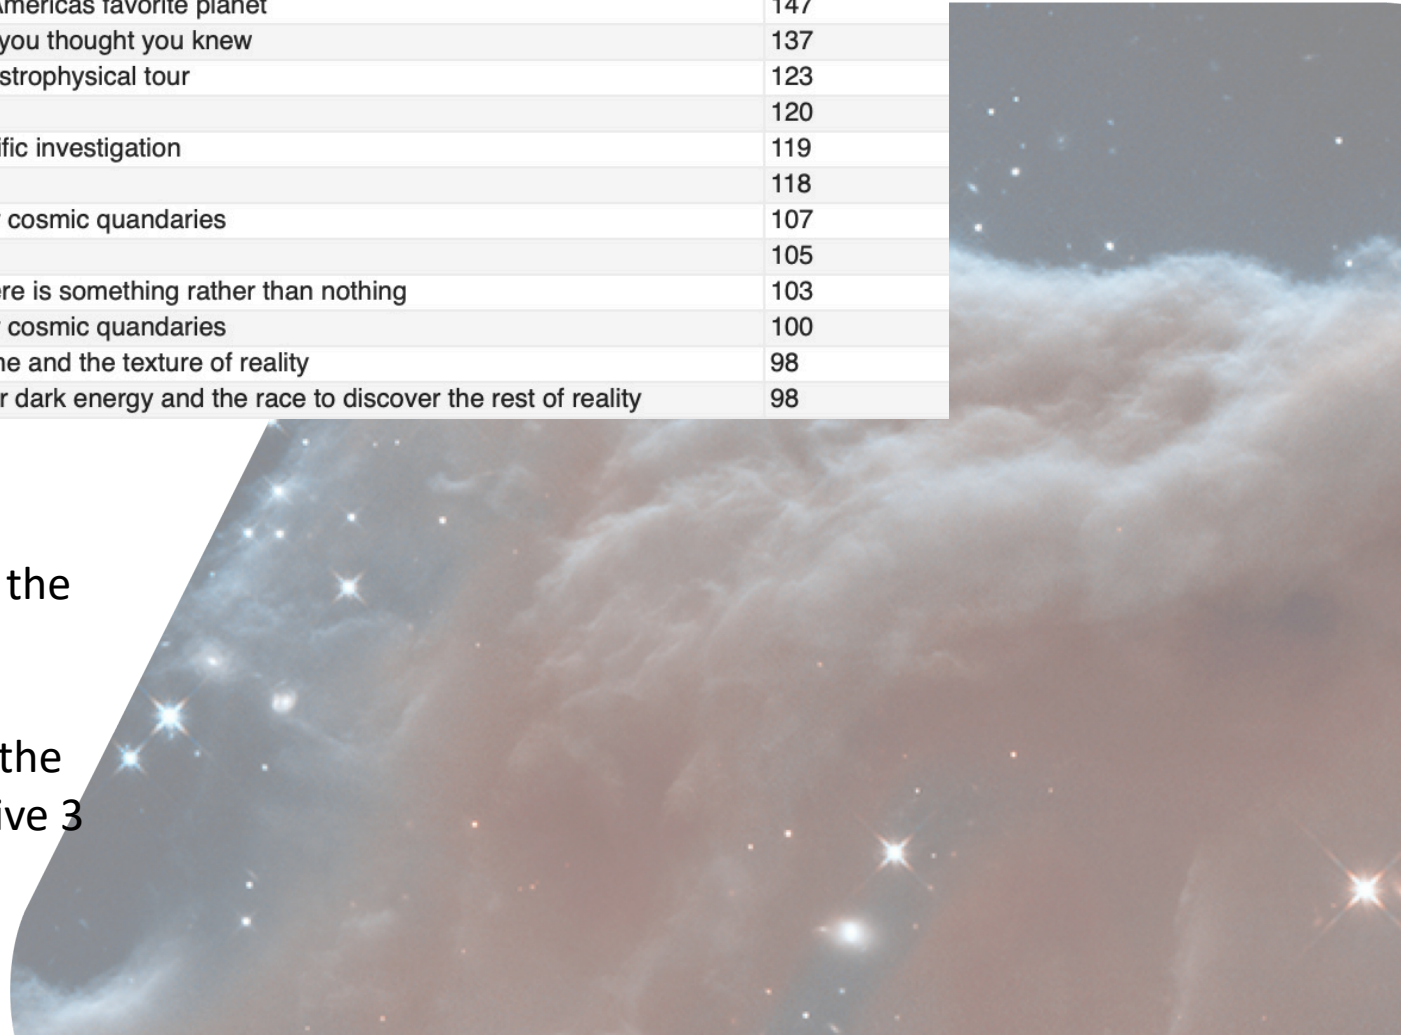 Americas favorite planet 147
you thought you knew 137
strophysical tour 123
120
ific investigation 119
118
cosmic quandaries 107
105
re is something rather than nothing 103
cosmic quandaries 100
ne and the texture of reality 98
r dark energy and the race to discover the rest of reality 98
the
the
ive 3